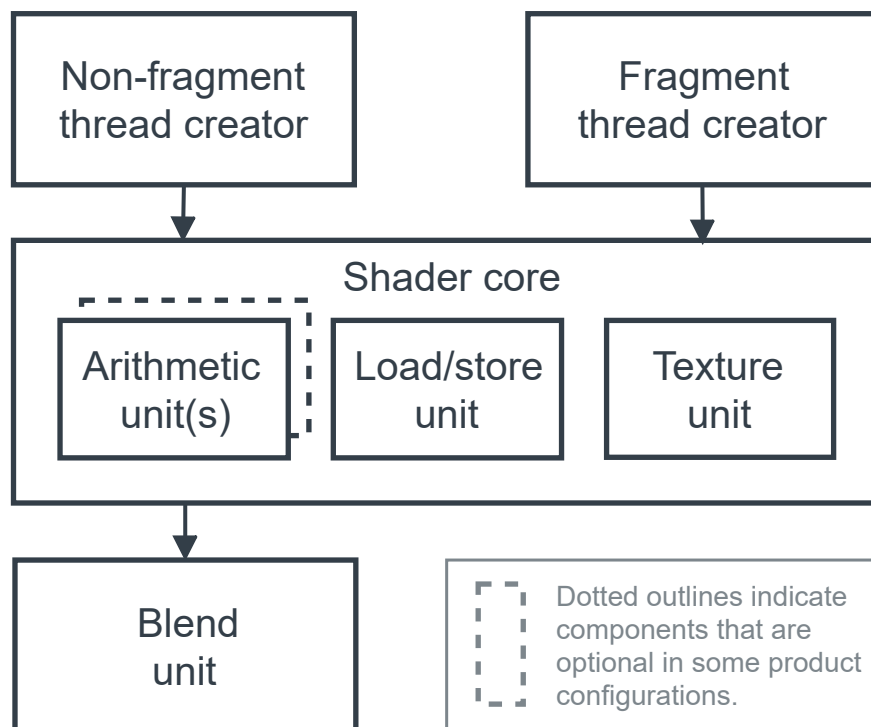 Non-fragment
thread creator
Fragment
thread creator
Shader core
Arithmetic
unit(s)
Load/store
unit
Texture
unit
Blend
unit
Dotted outlines indicate
components that are
optional in some product
configurations.